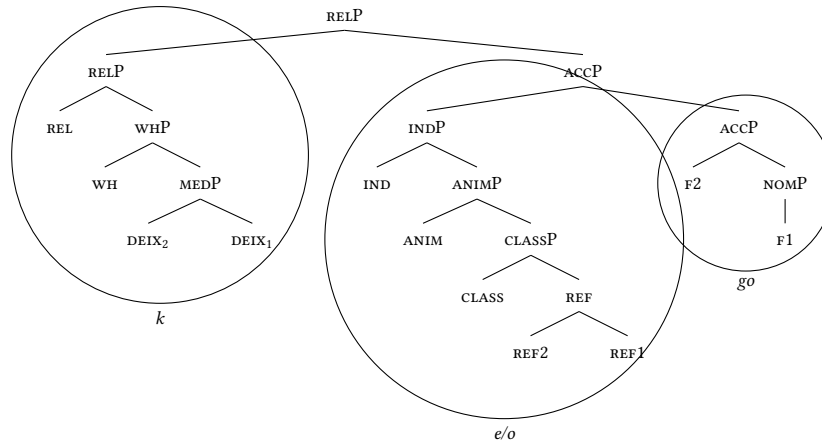 RELP
RELP ACCP
REL WHP INDP ACCP
WH MEDP IND ANIMP F2 NOMP
DEIX₂ DEIX₁ ANIM CLASSP F1
CLASS REF go
k
REF2 REF1
e/o